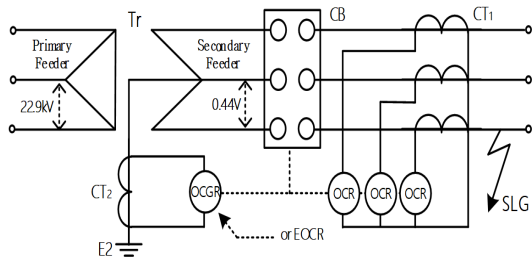 Tr
CB
CT1
Primary
Feeder
Secondary
Feeder
22.9kV
0.44V
CT2
OCGR
OCR
OCR
OCR
SLG
or EOCR
E2